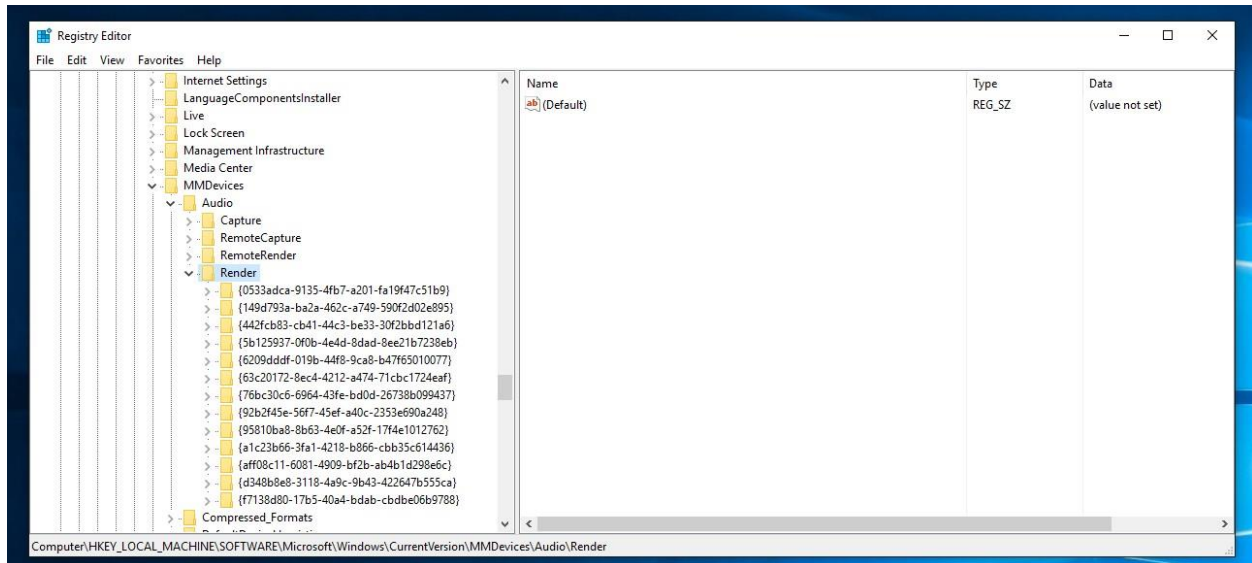 Registry Editor
File Edit View Favorites Help
Internet Settings
LanguageComponentsInstaller
Live
Lock Screen
Management Infrastructure
Media Center
MMDevices
Audio
Capture
RemoteCapture
RemoteRender
Render
{0533adca-9135-4fb7-a201-fa19f47c51b9}
{149d793a-ba2a-462c-a749-590f2d02e895}
{442fcb83-cb41-44c3-be33-30f2bbd121a6}
{5b125937-0f0b-4e4d-8dad-8ee21b7238eb}
{6209dddf-019b-44f8-9ca8-b47f65010077}
{63c20172-8ec4-4212-a474-71cbc1724eaf}
{76bc30c6-6964-43fe-bd0d-26738b099437}
{92b2f45e-56f7-45ef-a40c-2353e690a248}
{95810ba8-8b63-4e0f-a52f-17f4e1012762}
{a1c23b66-3fa1-4218-b866-cbb35c614436}
{aff08c11-6081-4909-bf2b-ab4b1d298e6c}
{d348b8e8-3118-4a9c-9b43-422647b555ca}
{f7138d80-17b5-40a4-bdab-cbdbe06b9788}
Compressed_Formats
Name Type Data
ab (Default) REG_SZ (value not set)
Computer\HKEY_LOCAL_MACHINE\SOFTWARE\Microsoft\Windows\CurrentVersion\MMDevices\Audio\Render